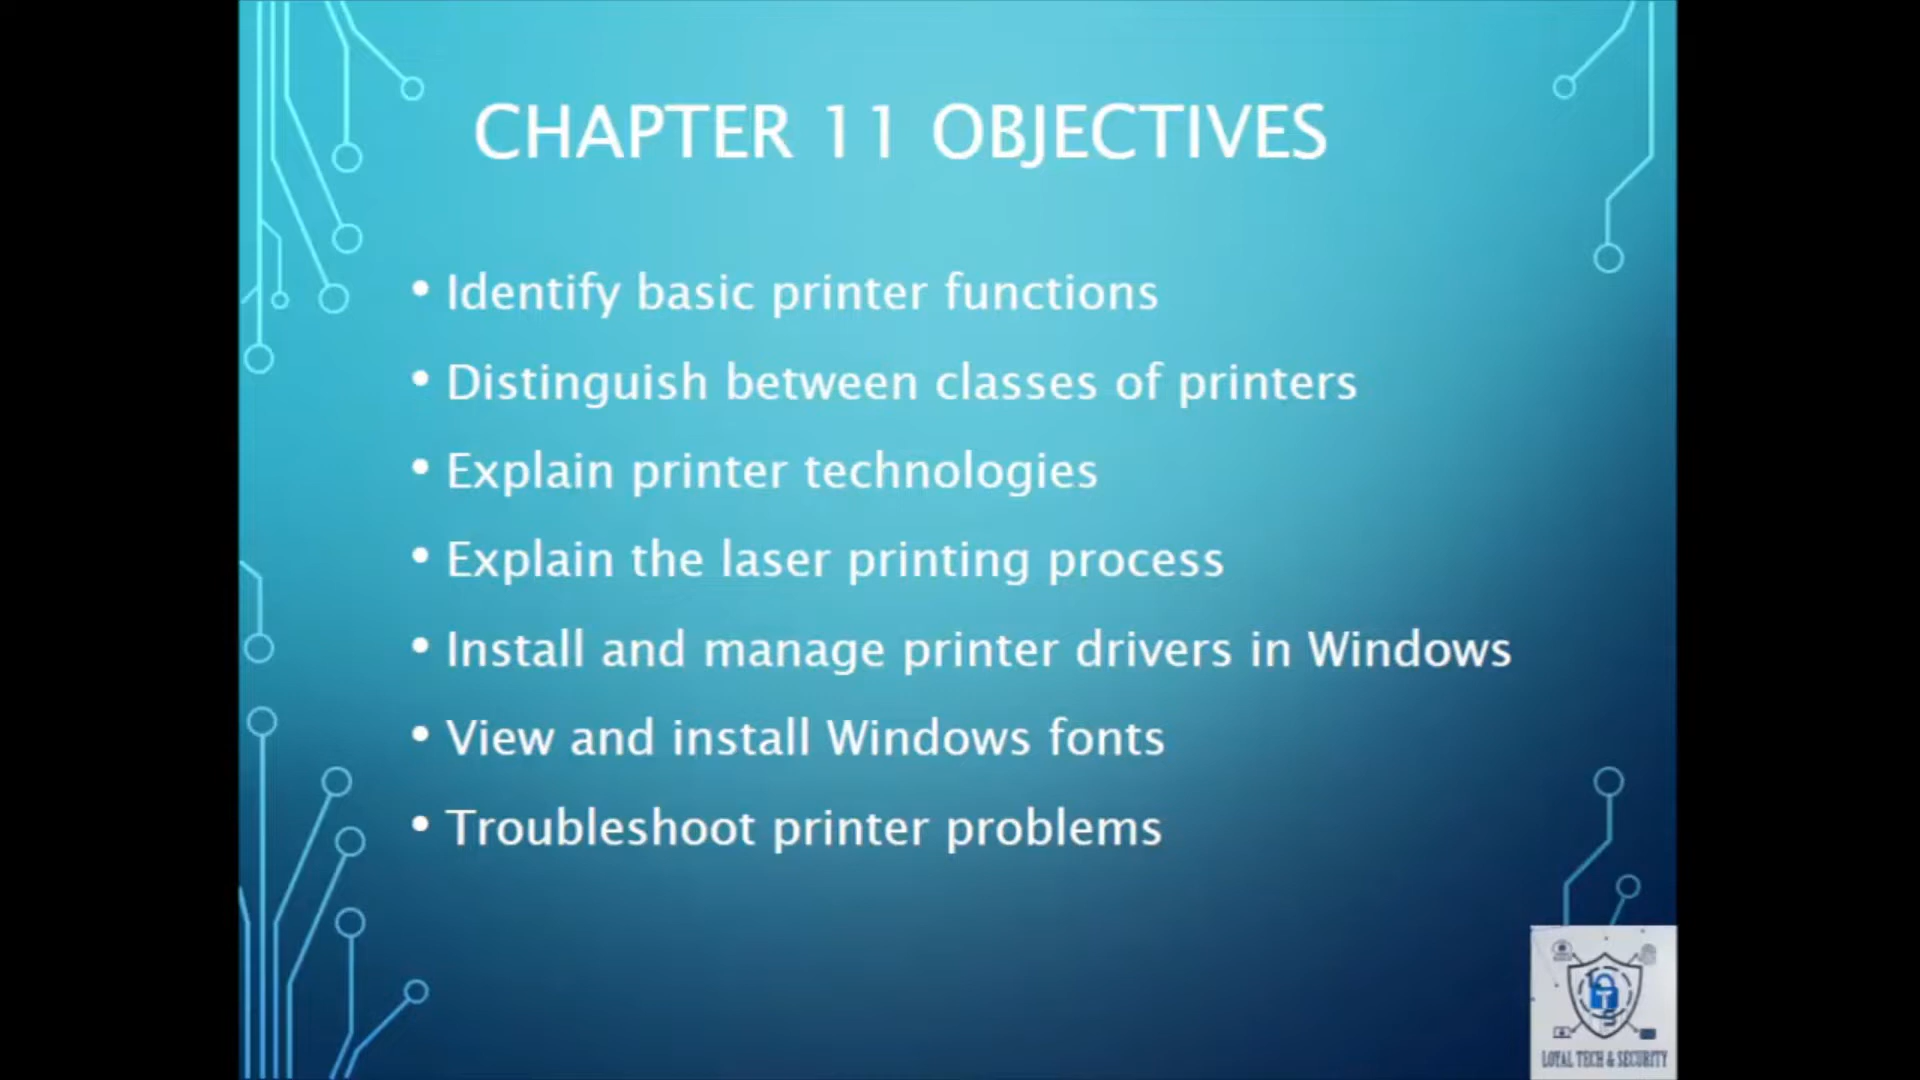 CHAPTER 11 OBJECTIVES
• Identify basic printer functions
• Distinguish between classes of printers
• Explain printer technologies
• Explain the laser printing process
• Install and manage printer drivers in Windows
• View and install Windows fonts
• Troubleshoot printer problems
LOYAL TECH & SECURITY